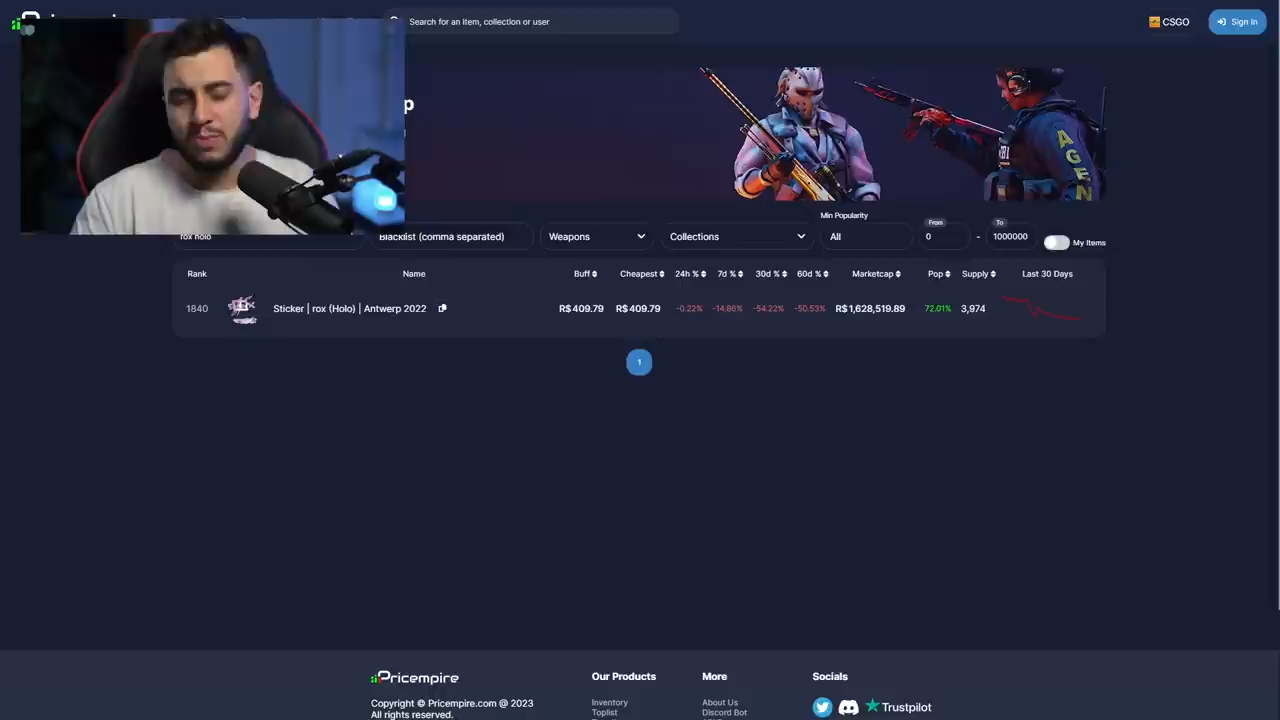 Search for an item, collection or user
CSGO
Sign In
p
AGEN
Min Popularity
From
To
rox holo
Blacklist (comma separated)
Weapons
Collections
All
0
-
1000000
My Items
Rank
Name
Buff
Cheapest
24h %
7d %
30d %
60d %
Marketcap
Pop
Supply
Last 30 Days
1840
Sticker | rox (Holo) | Antwerp 2022
R$409.79
R$409.79
-0.22%
-14.86%
-54.22%
-50.53%
R$1,628,519.89
72.01%
3,974
1
Pricempire
Our Products
More
Socials
Copyright © Pricempire.com @ 2023
All rights reserved.
Inventory
Toplist
About Us
Discord Bot
Trustpilot